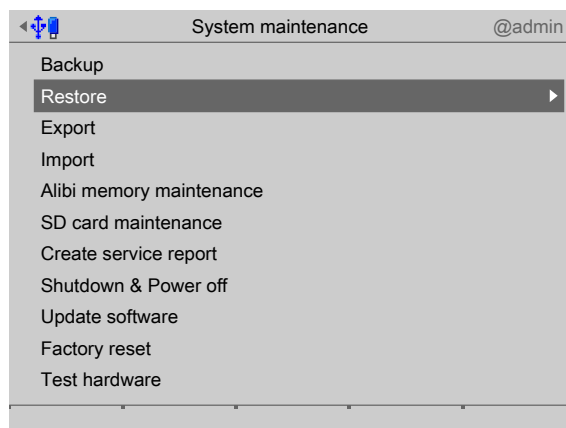 System maintenance @admin
Backup
Restore
Export
Import
Alibi memory maintenance
SD card maintenance
Create service report
Shutdown & Power off
Update software
Factory reset
Test hardware